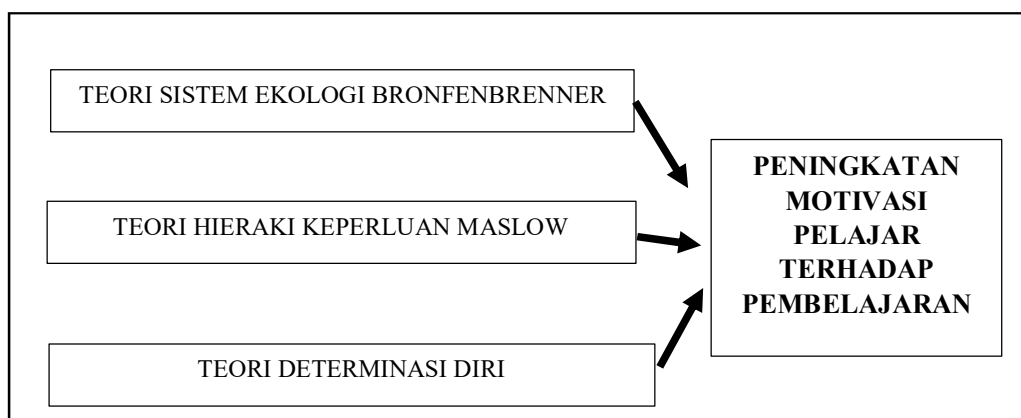 TEORI SISTEM EKOLOGI BRONFENBRENNER
TEORI HIERAKI KEPERLUAN MASLOW
TEORI DETERMINASI DIRI
PENINGKATAN
MOTIVASI
PELAJAR
TERHADAP
PEMBELAJARAN